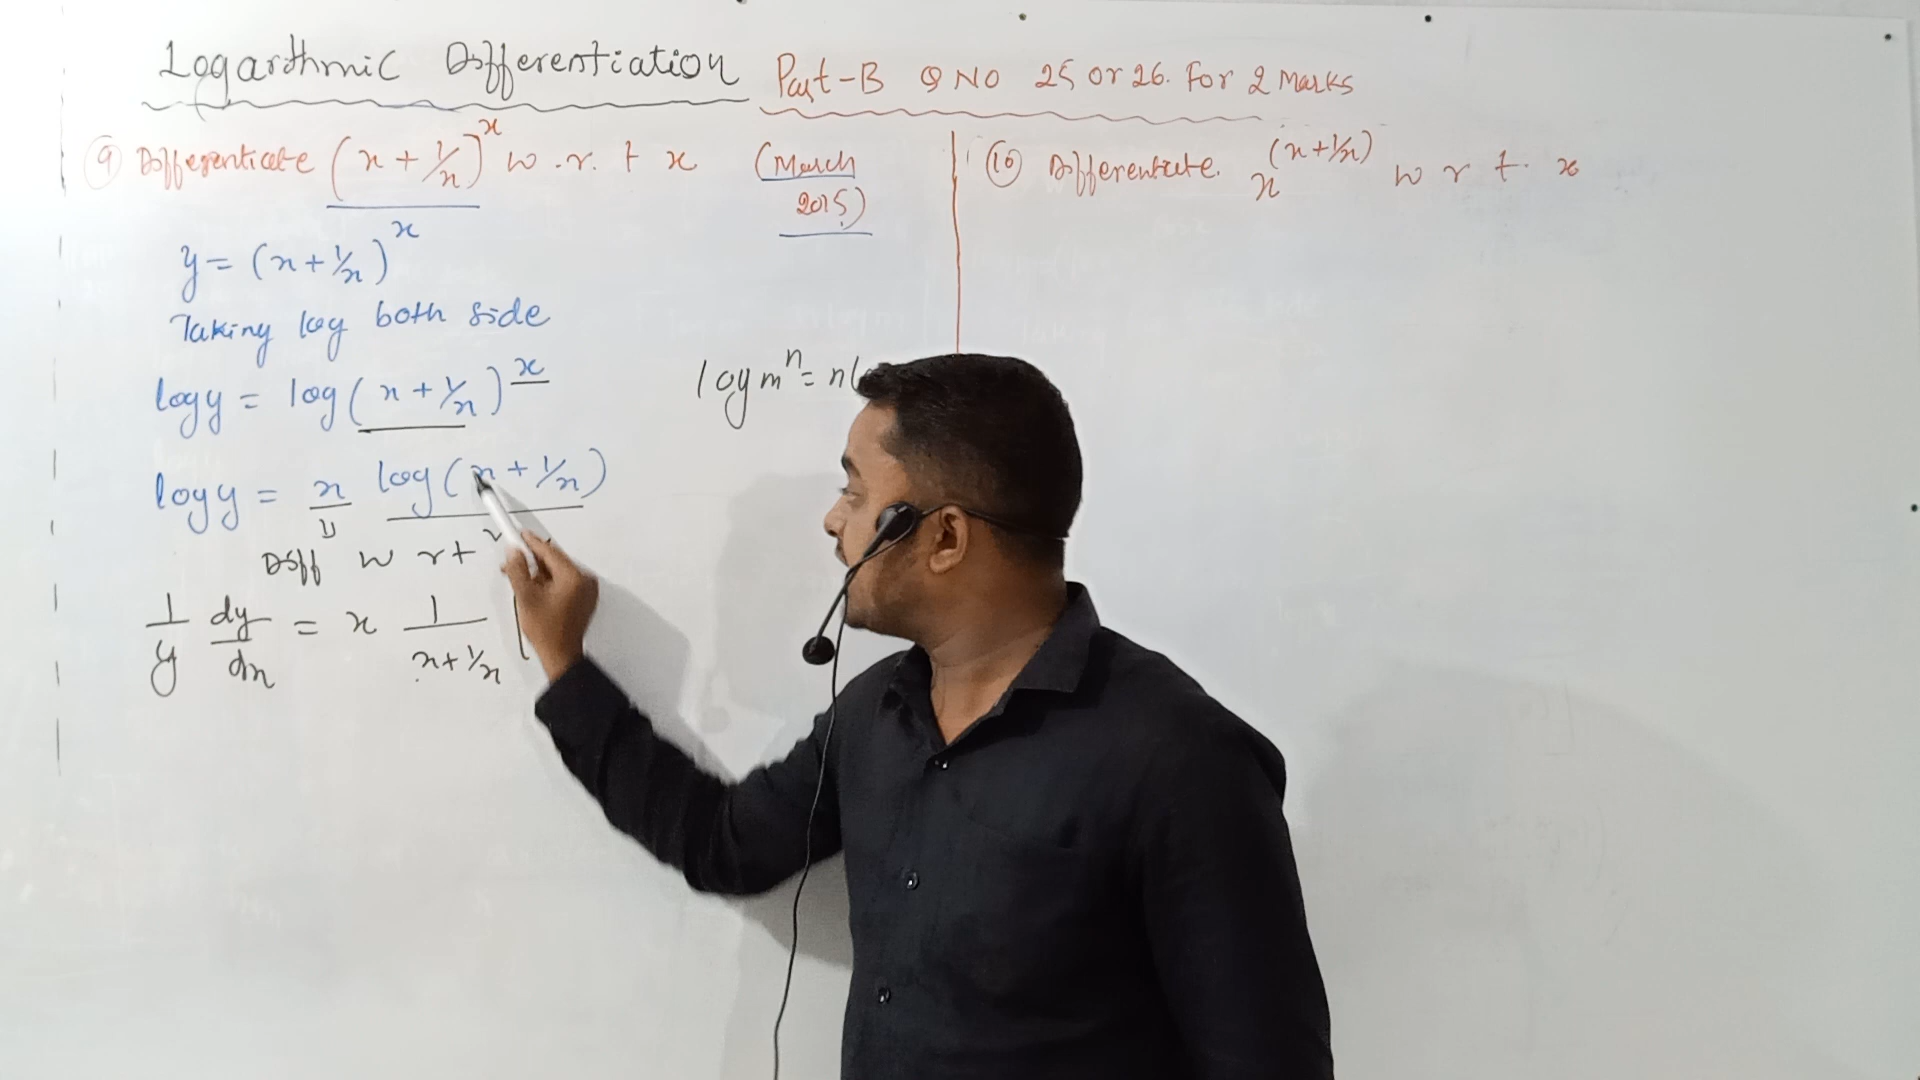 Logarithmic Differentiation Part-B Q NO 25 or 26. For 2 Marks
(9) Differentiate (x + 1/x)^x w.r.t x (March 2015)
y = (x + 1/x)^x
Taking log both side
log y = log (x + 1/x)^x
log m^n = n
log y = x log (x + 1/x)
u v
Diff w r t
1/y dy/dx = x 1/(x + 1/x)
(10) Differentiate x^(x + 1/x) w r t. x